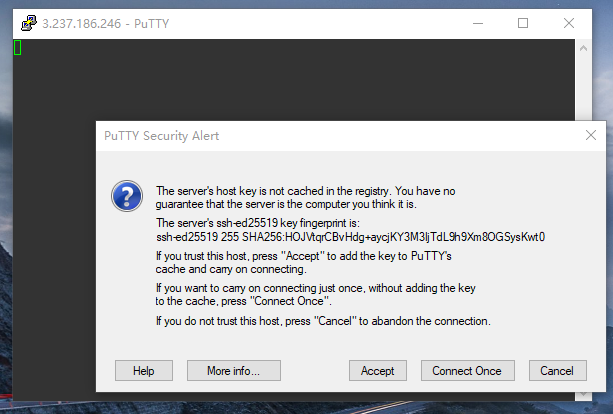 3.237.186.246 - PuTTY
PuTTY Security Alert
The server's host key is not cached in the registry. You have no
guarantee that the server is the computer you think it is.
The server's ssh-ed25519 key fingerprint is:
ssh-ed25519 255 SHA256:HOJVtqrCBvHdg+aycjKY3M3IjTdL9h9Xm8OGSysKwt0
If you trust this host, press "Accept" to add the key to PuTTY's
cache and carry on connecting.
If you want to carry on connecting just once, without adding the key
to the cache, press "Connect Once".
If you do not trust this host, press "Cancel" to abandon the connection.
Help More info... Accept Connect Once Cancel